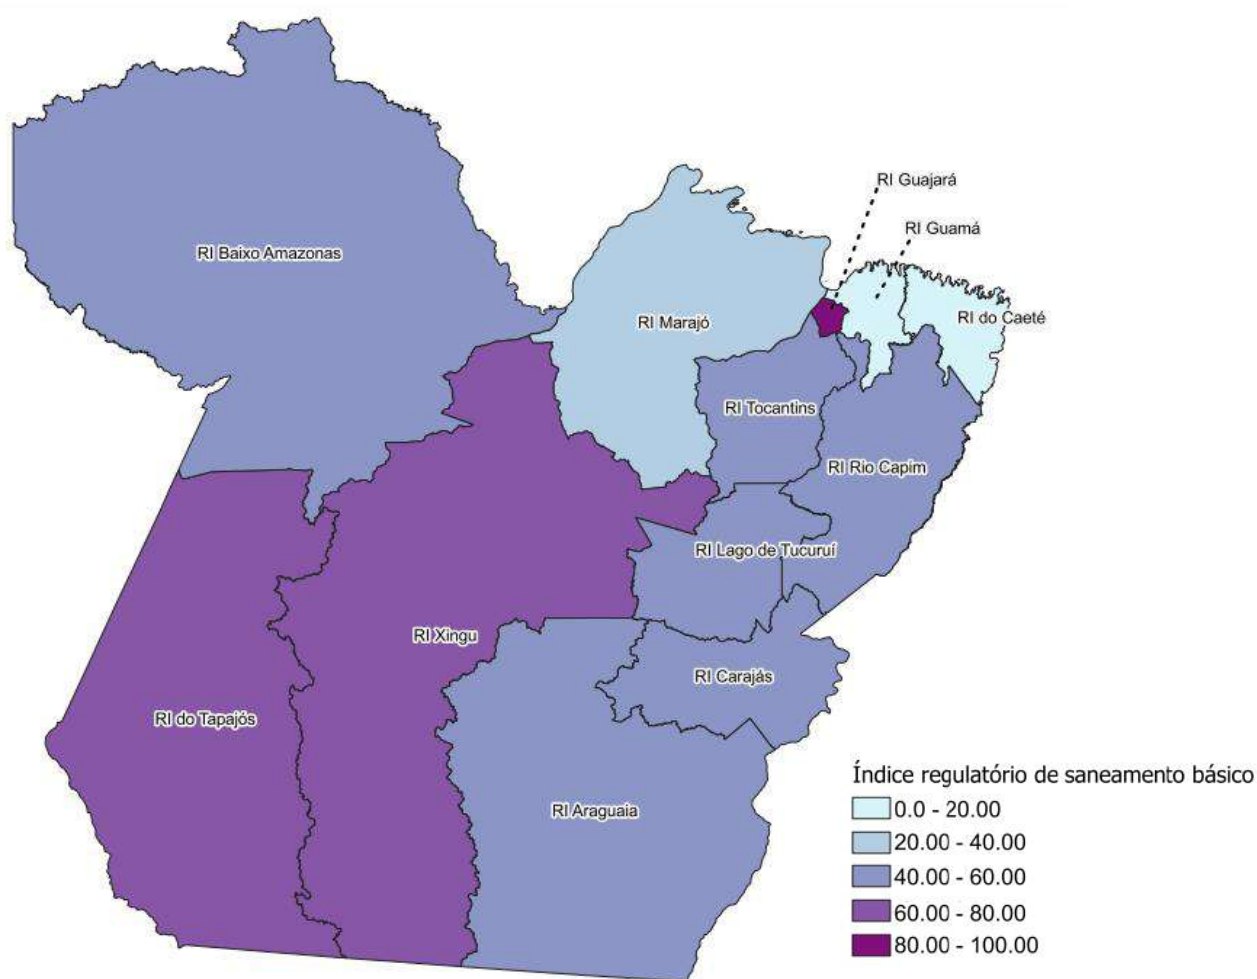 RI Guajará
RI Guamá
RI Baixo Amazonas
RI Marajó
RI do Caeté
RI Tocantins
RI Rio Capim
RI Lago de Tucuruí
RI Xingu
RI Carajás
RI do Tapajós
RI Araguaia
Índice regulatório de saneamento básico
0.0 - 20.00
20.00 - 40.00
40.00 - 60.00
60.00 - 80.00
80.00 - 100.00